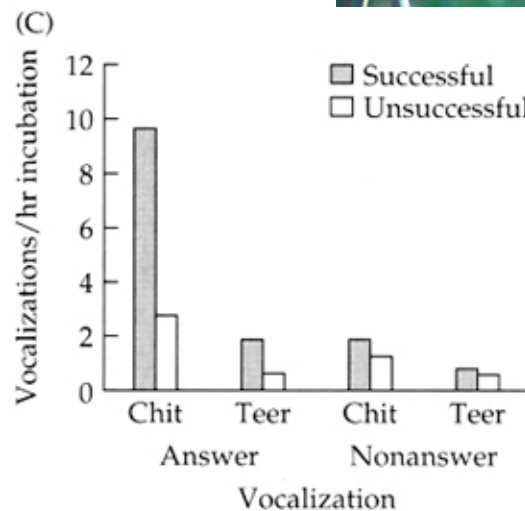 (C)
Vocalizations/hr incubation
12
10
8
6
4
2
0
Successful
Unsuccessful
Chit Teer Chit Teer
Answer Nonanswer
Vocalization